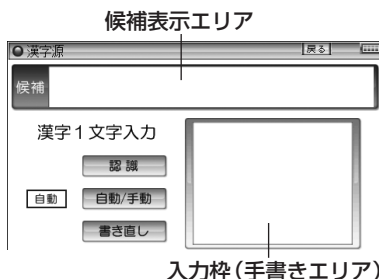 候補表示エリア
漢字源 戻る
候補
漢字1文字入力
認識
自動 自動/手動
書き直し
入力枠(手書きエリア)